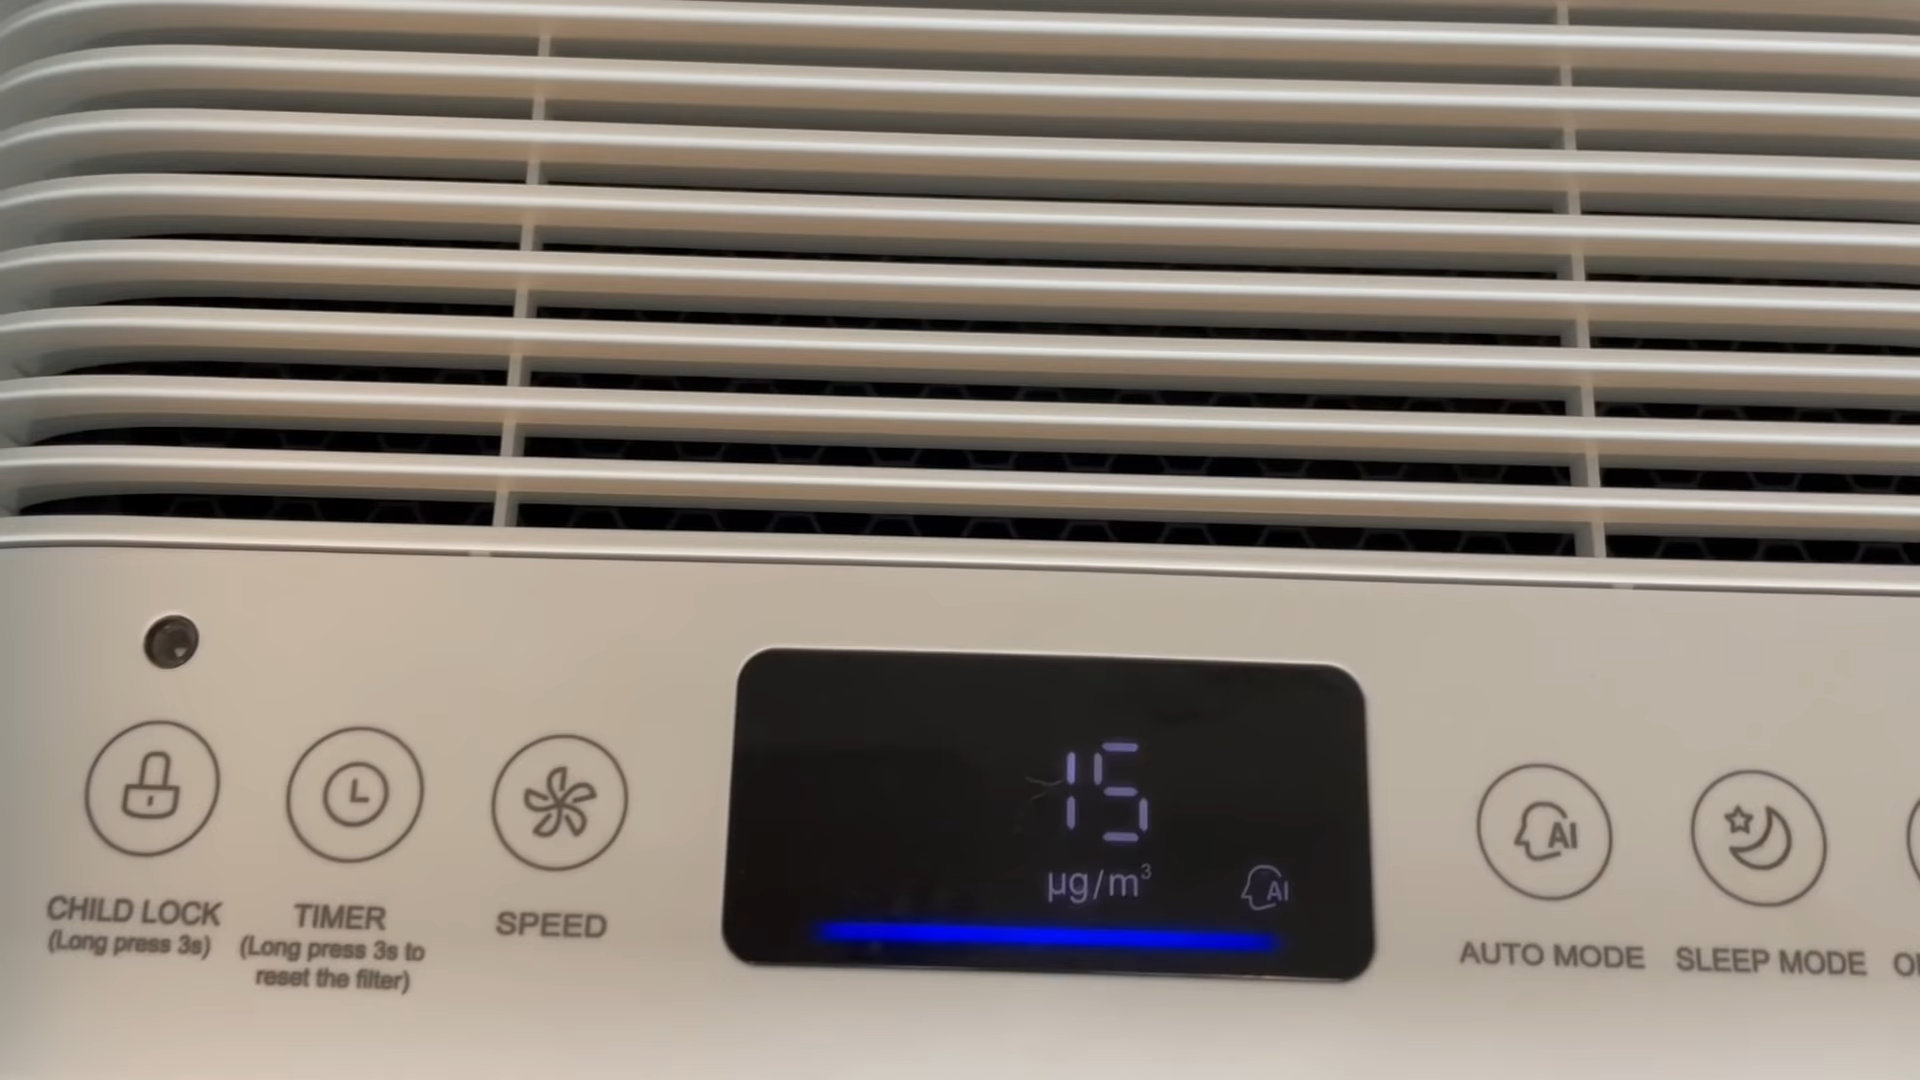 15
µg/m³
AI
AI
CHILD LOCK
(Long press 3s)
TIMER
(Long press 3s to
reset the filter)
SPEED
AUTO MODE
SLEEP MODE